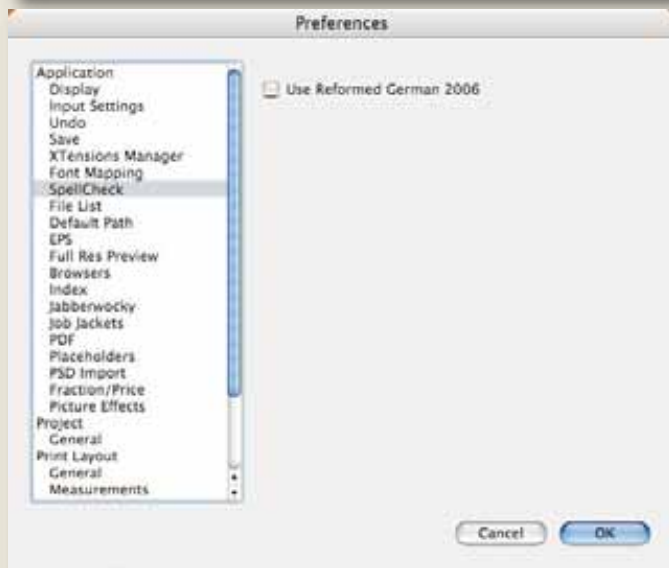 Preferences
Application
Display
Input Settings
Undo
Save
XTensions Manager
Font Mapping
SpellCheck
File List
Default Path
EPS
Full Res Preview
Browsers
Index
Jabberwocky
Job Jackets
PDF
Placeholders
PSD Import
Fraction/Price
Picture Effects
Project
General
Print Layout
General
Measurements
Use Reformed German 2006
Cancel OK